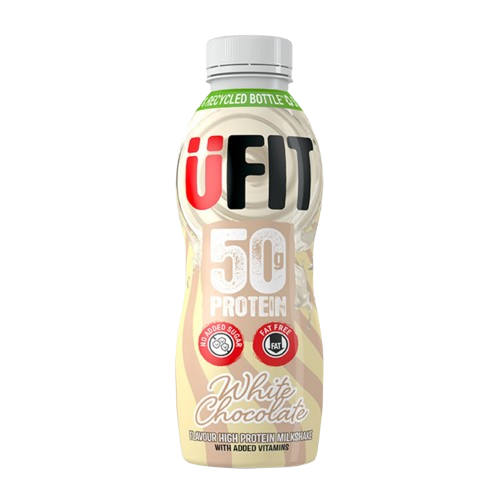 RECYCLED BOTTLE
ÜFIT
50g
PROTEIN
NO ADDED SUGAR
FAT FREE
FAT
White
Chocolate
FLAVOUR HIGH PROTEIN MILKSHAKE
WITH ADDED VITAMINS